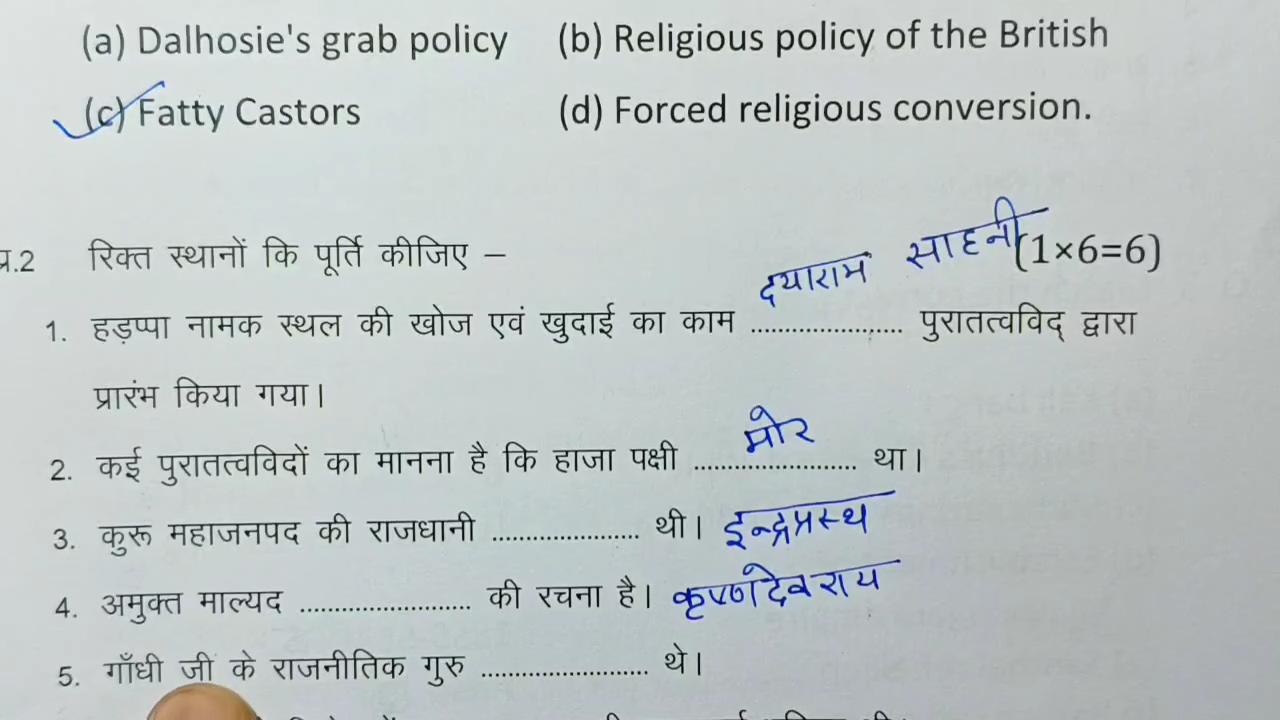 (a) Dalhosie's grab policy (b) Religious policy of the British
(c) Fatty Castors (d) Forced religious conversion.
प्र.2 रिक्त स्थानों कि पूर्ति कीजिए – (1×6=6)
दयाराम साहनी
1. हड़प्पा नामक स्थल की खोज एवं खुदाई का काम ...................... पुरातत्वविद् द्वारा
प्रारंभ किया गया।
मोर
2. कई पुरातत्वविदों का मानना है कि हाजा पक्षी ........................ था।
3. कुरू महाजनपद की राजधानी ..................... थी। इन्द्रप्रस्थ
4. अमुक्त माल्यद ........................ की रचना है। कृष्णदेवराय
5. गाँधी जी के राजनीतिक गुरु ........................ थे।